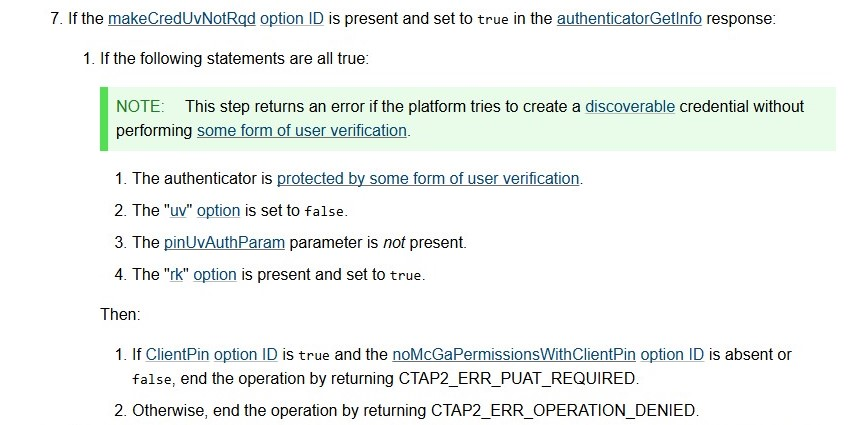 7. If the makeCredUvNotRqd option ID is present and set to true in the authenticatorGetInfo response:
1. If the following statements are all true:
NOTE: This step returns an error if the platform tries to create a discoverable credential without
performing some form of user verification.
1. The authenticator is protected by some form of user verification.
2. The "uv" option is set to false.
3. The pinUvAuthParam parameter is not present.
4. The "rk" option is present and set to true.
Then:
1. If ClientPin option ID is true and the noMcGaPermissionsWithClientPin option ID is absent or
false, end the operation by returning CTAP2_ERR_PUAT_REQUIRED.
2. Otherwise, end the operation by returning CTAP2_ERR_OPERATION_DENIED.